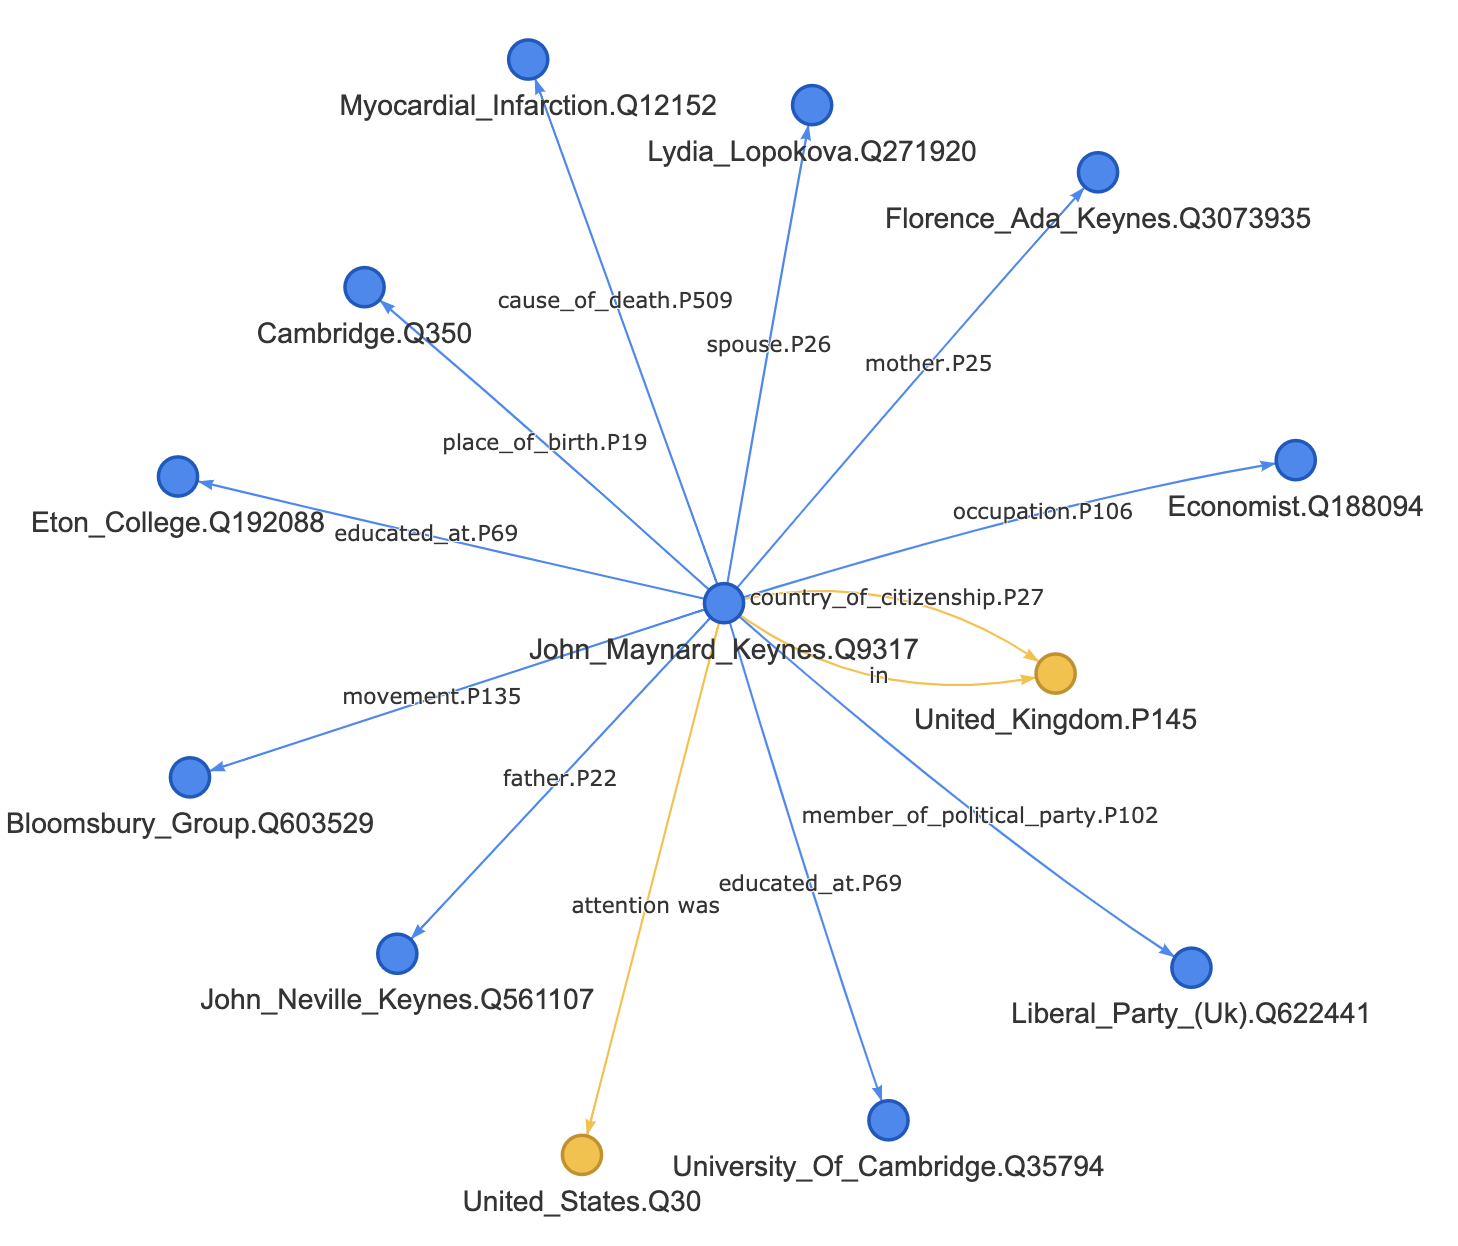 Myocardial_Infarction.Q12152
Lydia_Lopokova.Q271920
Florence_Ada_Keynes.Q3073935
cause_of_death.P509
Cambridge.Q350
spouse.P26
mother.P25
place_of_birth.P19
Economist.Q188094
occupation.P106
Eton_College.Q192088
educated_at.P69
country_of_citizenship.P27
John_Maynard_Keynes.Q9317
in
movement.P135
United_Kingdom.P145
father.P22
member_of_political_party.P102
Bloomsbury_Group.Q603529
educated_at.P69
attention was
John_Neville_Keynes.Q561107
Liberal_Party_(Uk).Q622441
University_Of_Cambridge.Q35794
United_States.Q30